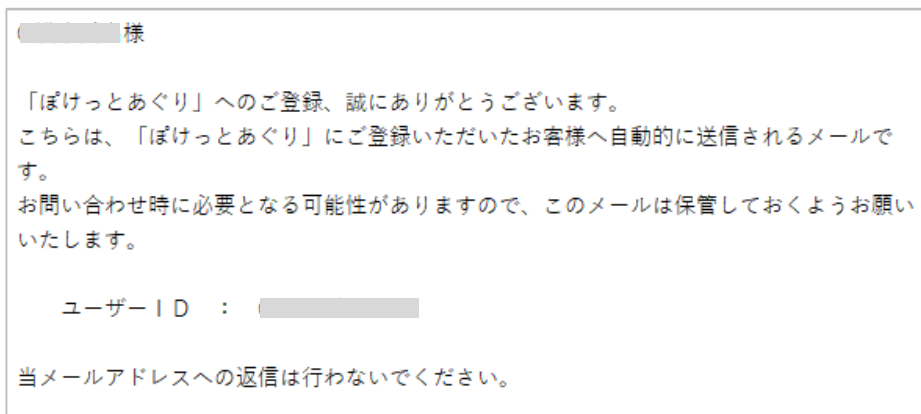 様
「ぽけっとあぐり」へのご登録、誠にありがとうございます。
こちらは、「ぽけっとあぐり」にご登録いただいたお客様へ自動的に送信されるメールで
す。
お問い合わせ時に必要となる可能性がありますので、このメールは保管しておくようお願い
いたします。
ユーザーＩＤ　：
当メールアドレスへの返信は行わないでください。